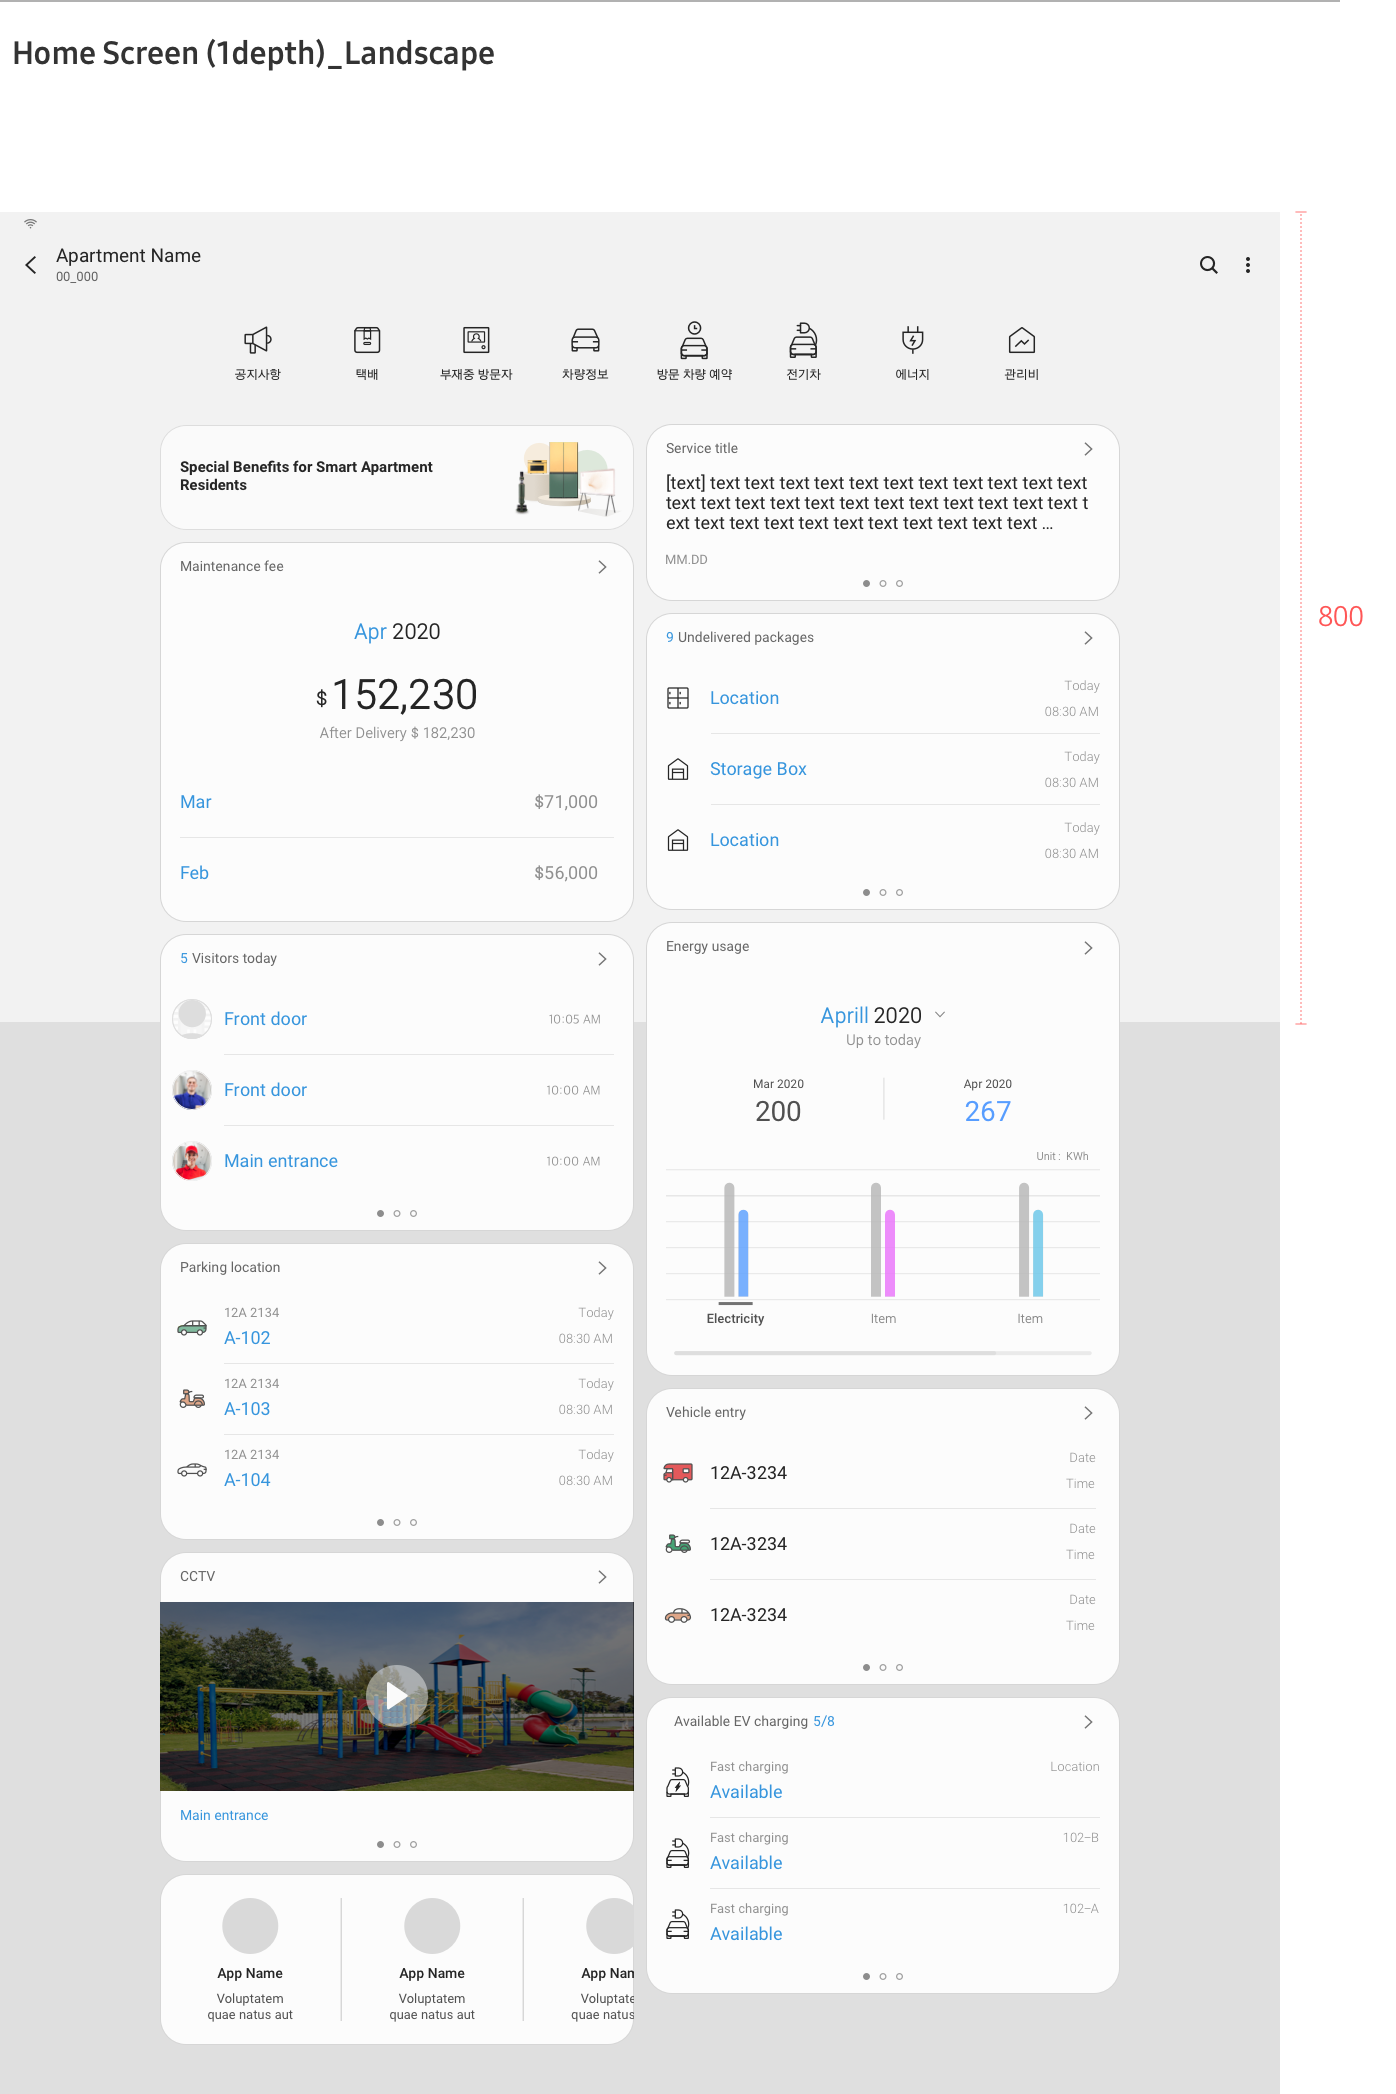 Home Screen (1depth)_Landscape
Apartment Name
00_000
공지사항
택배
부재중 방문자
차량정보
방문 차량 예약
전기차
에너지
관리비
Special Benefits for Smart Apartment
Residents
Maintenance fee
Apr 2020
$ 152,230
After Delivery $ 182,230
Mar $71,000
Feb $56,000
5 Visitors today
Front door 10:05 AM
Front door 10:00 AM
Main entrance 10:00 AM
Parking location
12A 2134 Today
A-102 08:30 AM
12A 2134 Today
A-103 08:30 AM
12A 2134 Today
A-104 08:30 AM
CCTV
Main entrance
App Name
Voluptatem
quae natus aut
App Name
Voluptatem
quae natus aut
App Nam
Voluptate
quae natus
Service title
[text] text text text text text text text text text text text
text text text text text text text text text text text text t
ext text text text text text text text text text text ...
MM.DD
9 Undelivered packages
Location Today
08:30 AM
Storage Box Today
08:30 AM
Location Today
08:30 AM
Energy usage
Aprill 2020
Up to today
Mar 2020
200
Apr 2020
267
Unit : KWh
Electricity
Item
Item
Vehicle entry
12A-3234 Date
Time
12A-3234 Date
Time
12A-3234 Date
Time
Available EV charging 5/8
Fast charging Location
Available
Fast charging 102-B
Available
Fast charging 102-A
Available
800